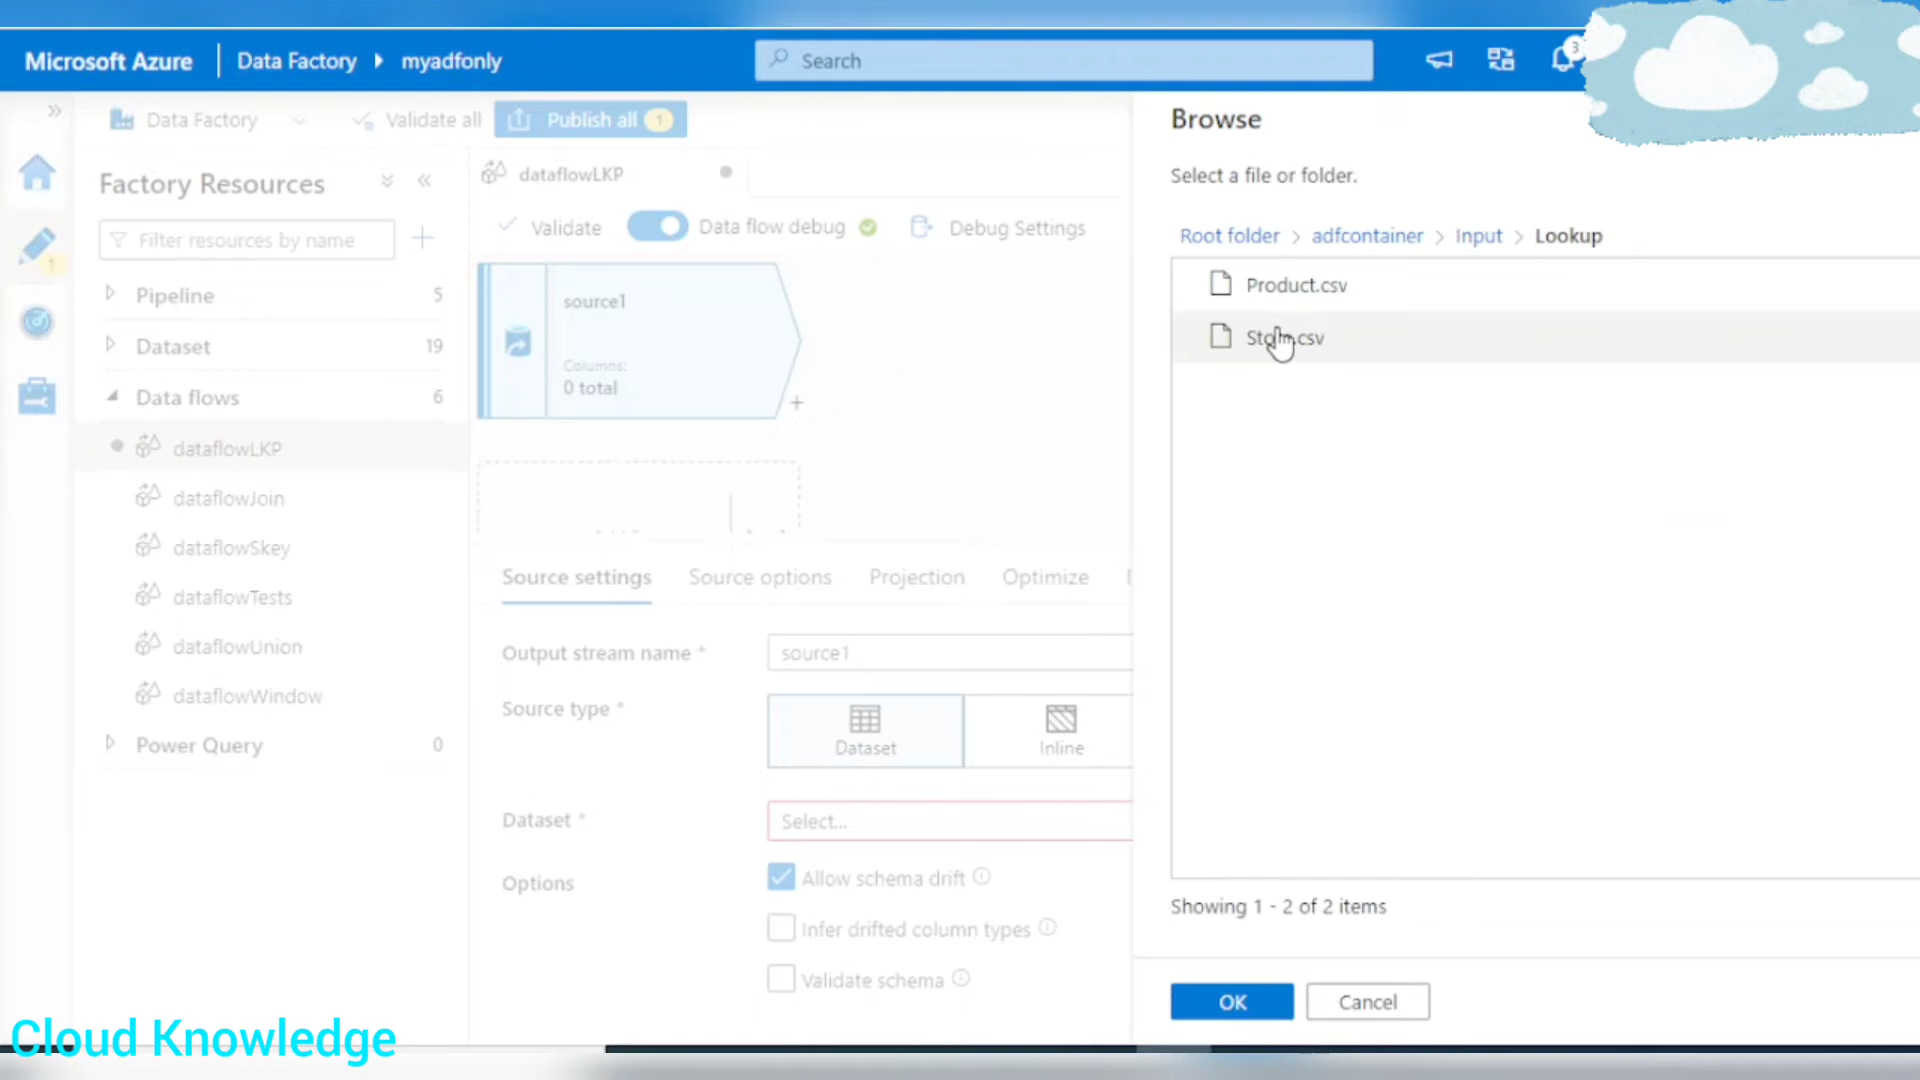 Microsoft Azure
Data Factory
myadfonly
Search
3
Data Factory
Validate all
Publish all
1
Browse
Select a file or folder.
Root folder > adfcontainer > Input > Lookup
Product.csv
Showing 1 - 2 of 2 items
OK
Cancel
Factory Resources
Filter resources by name
1
Pipeline 5
Dataset 19
Data flows 6
dataflowLKP
dataflowJoin
dataflowSkey
dataflowTests
dataflowUnion
dataflowWindow
Power Query 0
dataflowLKP
Validate
Data flow debug
Debug Settings
source1
Columns:
0 total
Source settings
Source options
Projection
Optimize
Output stream name *
source1
Source type *
Dataset
Inline
Dataset *
Select...
Options
Allow schema drift
Infer drifted column types
Validate schema
Cloud Knowledge